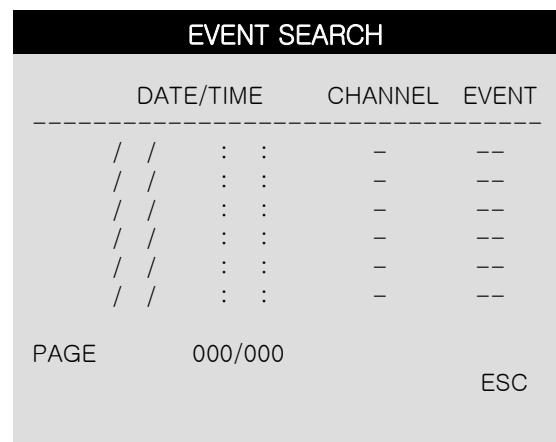 EVENT SEARCH
DATE/TIME CHANNEL EVENT
------------------------------------
/ / : : - --
/ / : : - --
/ / : : - --
/ / : : - --
/ / : : - --
/ / : : - --
PAGE 000/000
ESC